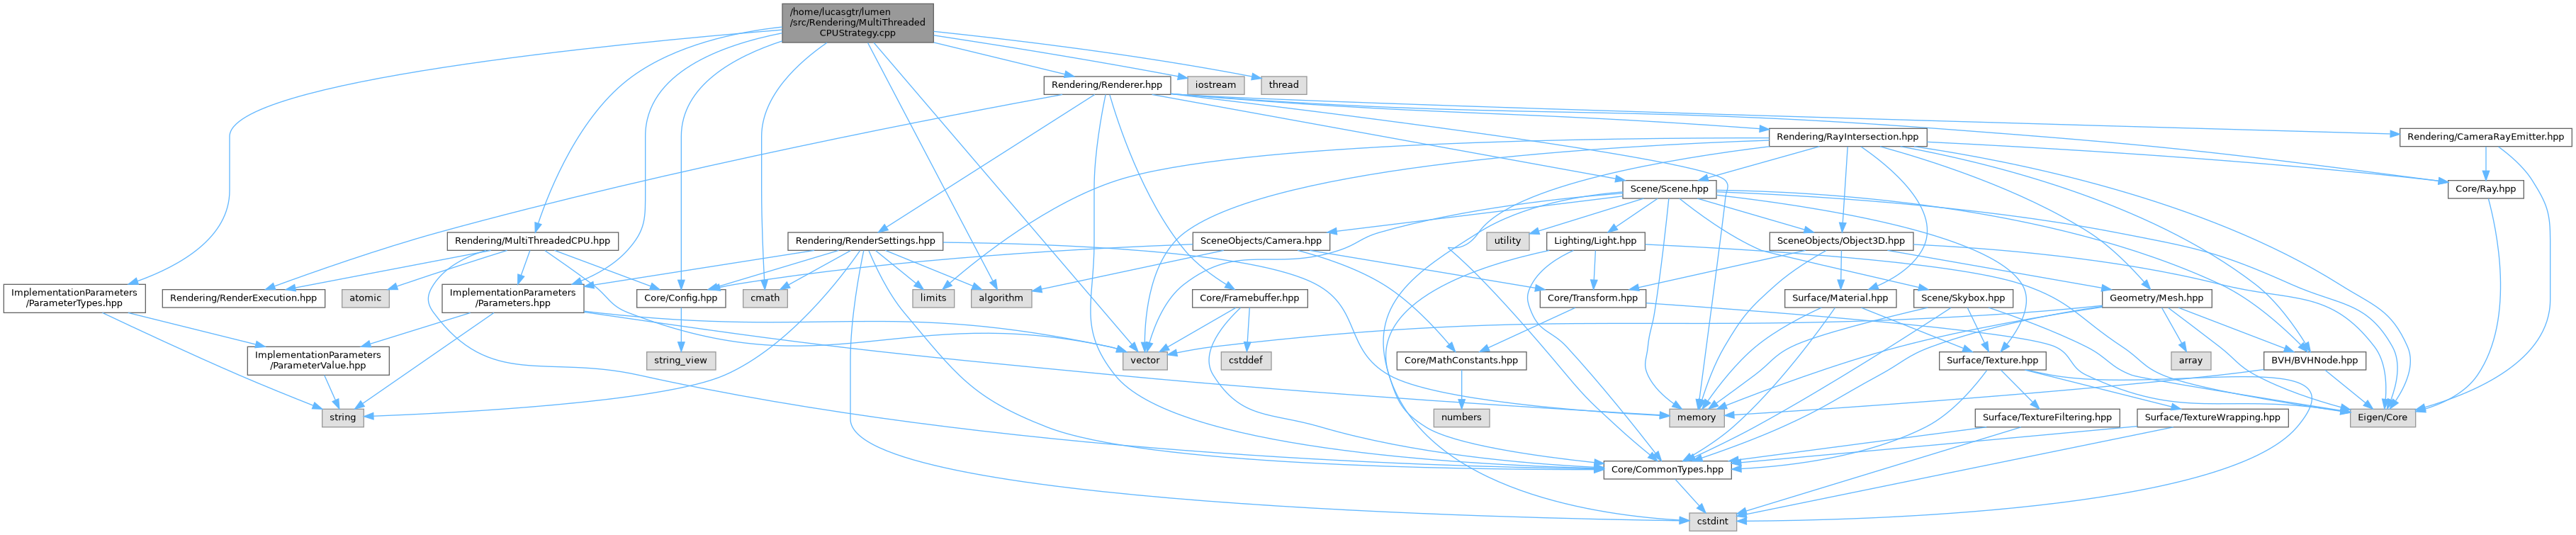 /home/lucasgtr/lumen
/src/Rendering/MultiThreaded
CPUStrategy.cpp
Rendering/Renderer.hpp
iostream
thread
Rendering/RayIntersection.hpp
Rendering/CameraRayEmitter.hpp
Scene/Scene.hpp
Core/Ray.hpp
Rendering/MultiThreadedCPU.hpp
Rendering/RenderSettings.hpp
SceneObjects/Camera.hpp
utility
Lighting/Light.hpp
SceneObjects/Object3D.hpp
ImplementationParameters
/ParameterTypes.hpp
Rendering/RenderExecution.hpp
atomic
ImplementationParameters
/Parameters.hpp
Core/Config.hpp
cmath
limits
algorithm
Core/Framebuffer.hpp
Core/Transform.hpp
Surface/Material.hpp
Scene/Skybox.hpp
Geometry/Mesh.hpp
ImplementationParameters
/ParameterValue.hpp
string_view
vector
cstddef
Core/MathConstants.hpp
Surface/Texture.hpp
array
BVH/BVHNode.hpp
string
numbers
memory
Surface/TextureFiltering.hpp
Surface/TextureWrapping.hpp
Eigen/Core
Core/CommonTypes.hpp
cstdint